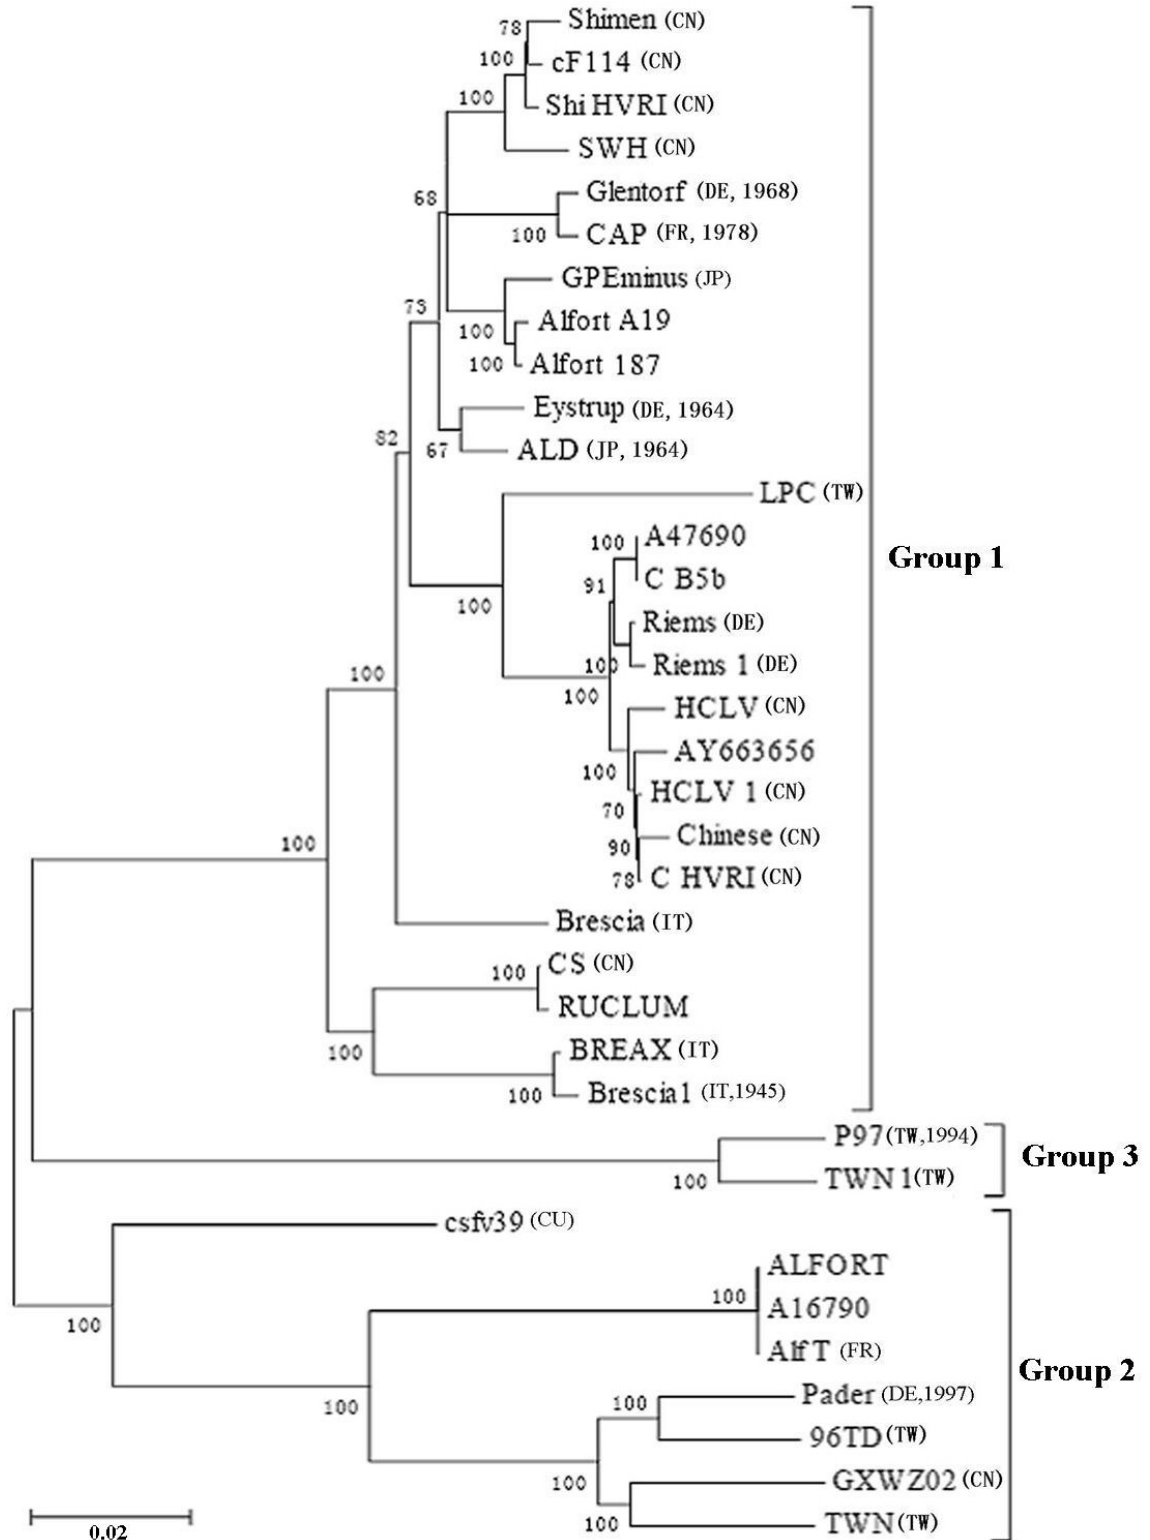 78
Shimen (CN)
100
cF114 (CN)
100
Shi HVRI (CN)
SWH (CN)
68
Glentorf (DE, 1968)
100
CAP (FR, 1978)
GPEminus (JP)
73
Alfort A19
100
100
Alfort 187
Eystrup (DE, 1964)
82
67
ALD (JP, 1964)
LPC (TW)
100
A47690
Group 1
91
C B5b
100
Riems (DE)
100
Riems 1 (DE)
100
100
HCLV (CN)
AY663656
100
HCLV 1 (CN)
70
Chinese (CN)
100
90
78
C HVRI (CN)
Brescia (IT)
100
CS (CN)
RUCLUM
100
BREAX (IT)
100
Brescia1 (IT,1945)
P97(TW,1994)
Group 3
100
TWN1(TW)
csfv39 (CU)
ALFORT
100
A16790
100
Alf T (FR)
Group 2
100
Pader (DE,1997)
100
96TD (TW)
100
GXWZ02 (CN)
100
TWN (TW)
0.02